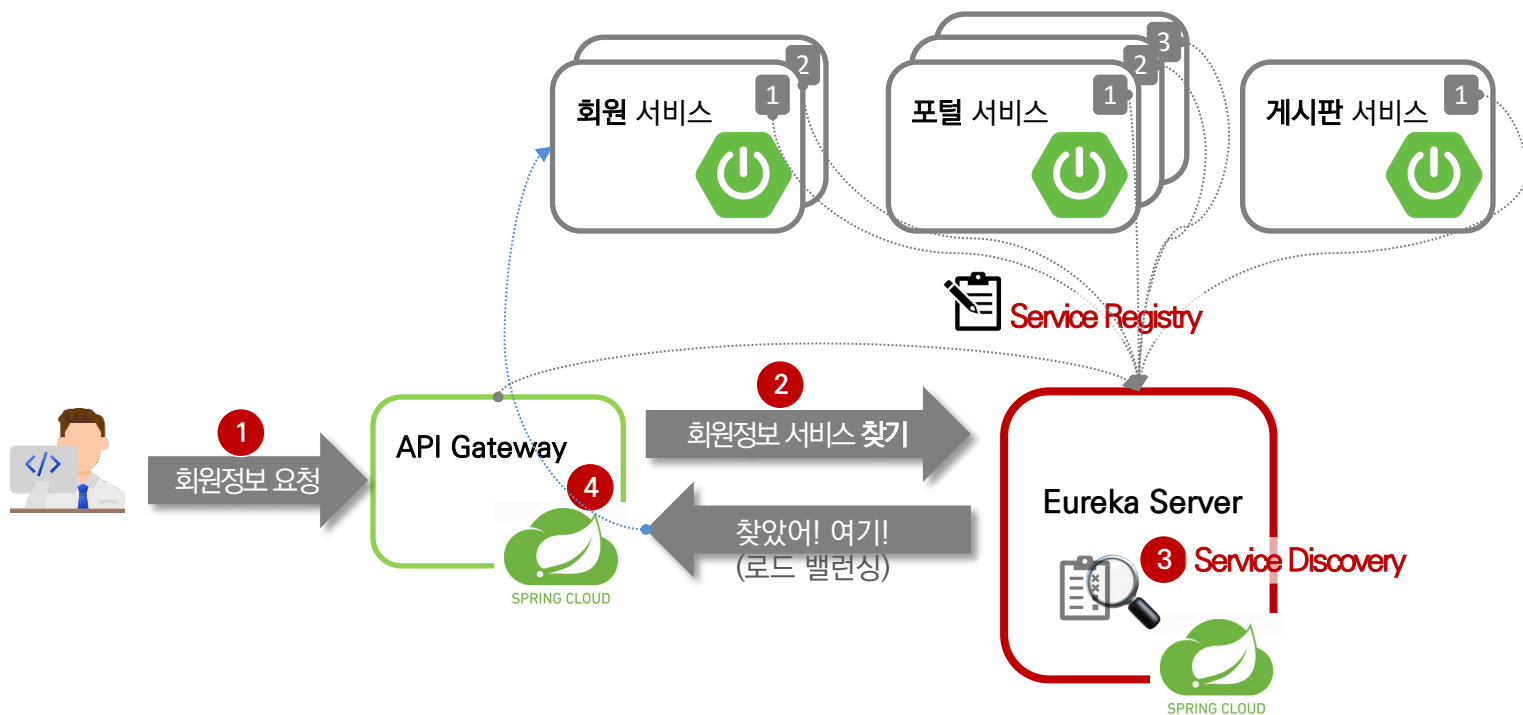 회원 서비스
1
2
포털 서비스
1
2
3
게시판 서비스
1
Service Registry
1
회원정보 요청
API Gateway
2
회원정보 서비스 찾기
4
찾았어! 여기!
(로드 밸런싱)
SPRING CLOUD
Eureka Server
3
Service Discovery
SPRING CLOUD